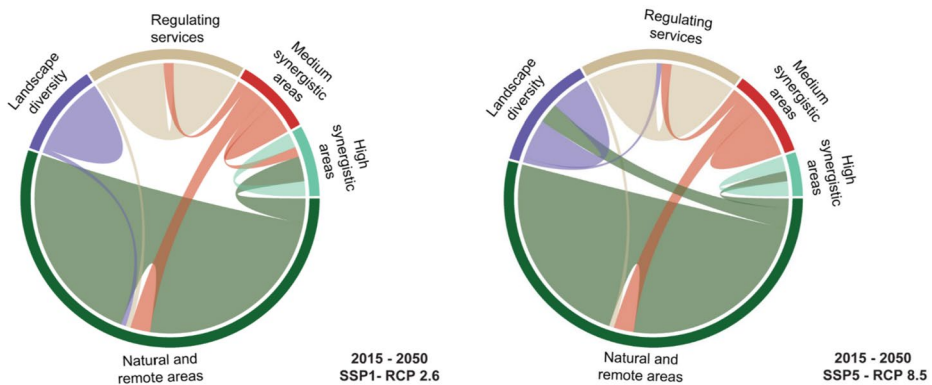 Regulating
services
Landscape
diversity
Medium
synergistic
areas
High
synergistic
areas
Natural and
remote areas
2015 - 2050
SSP1- RCP 2.6
Regulating
services
Landscape
diversity
Medium
synergistic
areas
High
synergistic
areas
Natural and
remote areas
2015 - 2050
SSP5 - RCP 8.5